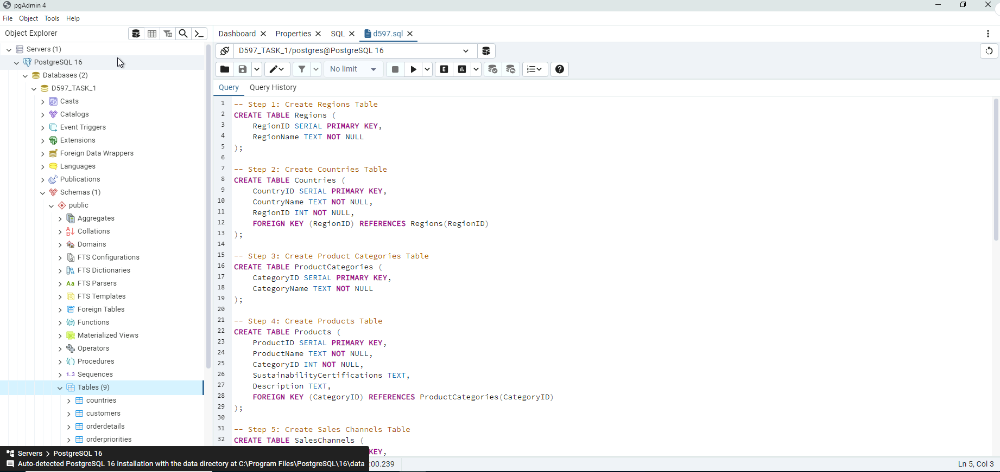 pgAdmin 4
File Object Tools Help
Object Explorer
Dashboard Properties SQL d597.sql
Servers (1)
PostgreSQL 16
Databases (2)
D597_TASK_1
Casts
Catalogs
Event Triggers
Extensions
Foreign Data Wrappers
Languages
Publications
Schemas (1)
public
Aggregates
Collations
Domains
FTS Configurations
FTS Dictionaries
Aa FTS Parsers
FTS Templates
Foreign Tables
Functions
Materialized Views
Operators
Procedures
1..3 Sequences
Tables (9)
countries
customers
orderdetails
orderpriorities
D597_TASK_1/postgres@PostgreSQL 16
No limit
E
Query Query History
1 -- Step 1: Create Regions Table
2 CREATE TABLE Regions (
3 RegionID SERIAL PRIMARY KEY,
4 RegionName TEXT NOT NULL
5 );
6
7 -- Step 2: Create Countries Table
8 CREATE TABLE Countries (
9 CountryID SERIAL PRIMARY KEY,
10 CountryName TEXT NOT NULL,
11 RegionID INT NOT NULL,
12 FOREIGN KEY (RegionID) REFERENCES Regions(RegionID)
13 );
14
15 -- Step 3: Create Product Categories Table
16 CREATE TABLE ProductCategories (
17 CategoryID SERIAL PRIMARY KEY,
18 CategoryName TEXT NOT NULL
19 );
20
21 -- Step 4: Create Products Table
22 CREATE TABLE Products (
23 ProductID SERIAL PRIMARY KEY,
24 ProductName TEXT NOT NULL,
25 CategoryID INT NOT NULL,
26 SustainabilityCertifications TEXT,
27 Description TEXT,
28 FOREIGN KEY (CategoryID) REFERENCES ProductCategories(CategoryID)
29 );
30
31 -- Step 5: Create Sales Channels Table
32 CREATE TABLE SalesChannels (
KEY,
Servers > PostgreSQL 16
Auto-detected PostgreSQL 16 installation with the data directory at C:\Program Files\PostgreSQL\16\data
:00.239
Ln 5, Col 3